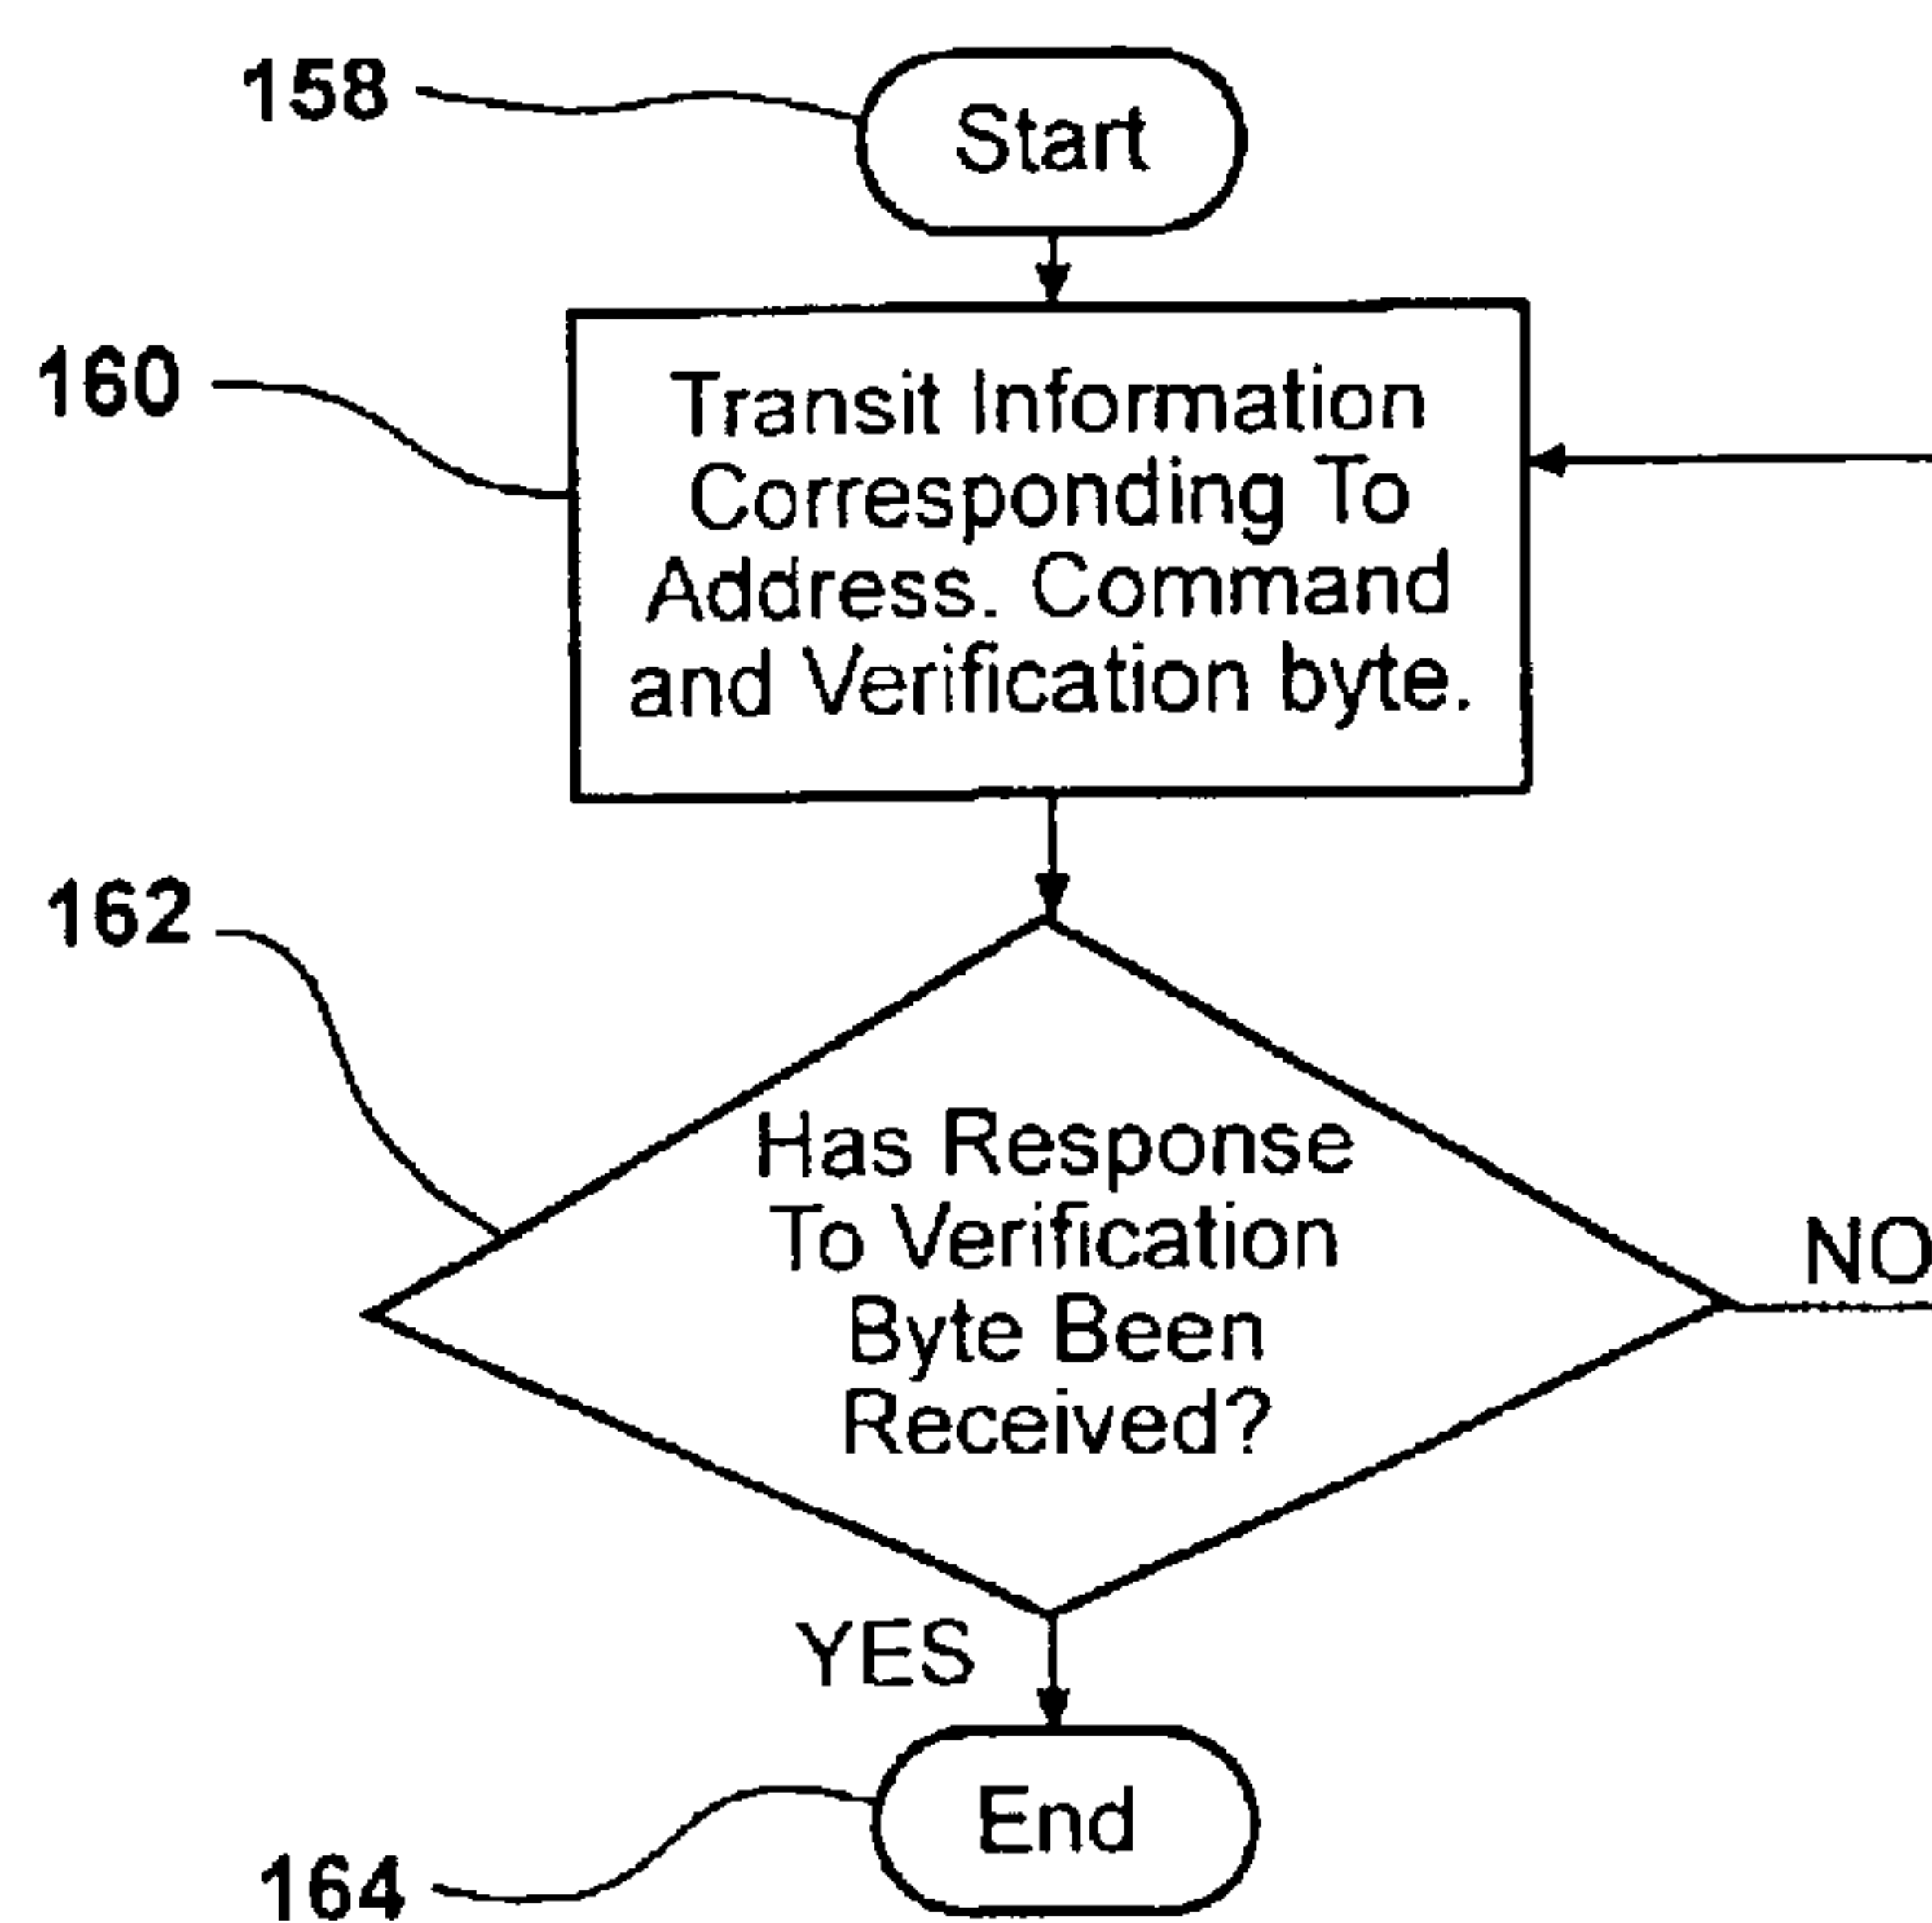 158
Start
160
Transit Information
Corresponding To
Address. Command
and Verification byte.
162
Has Response
To Verification
Byte Been
Received?
NO
YES
End
164